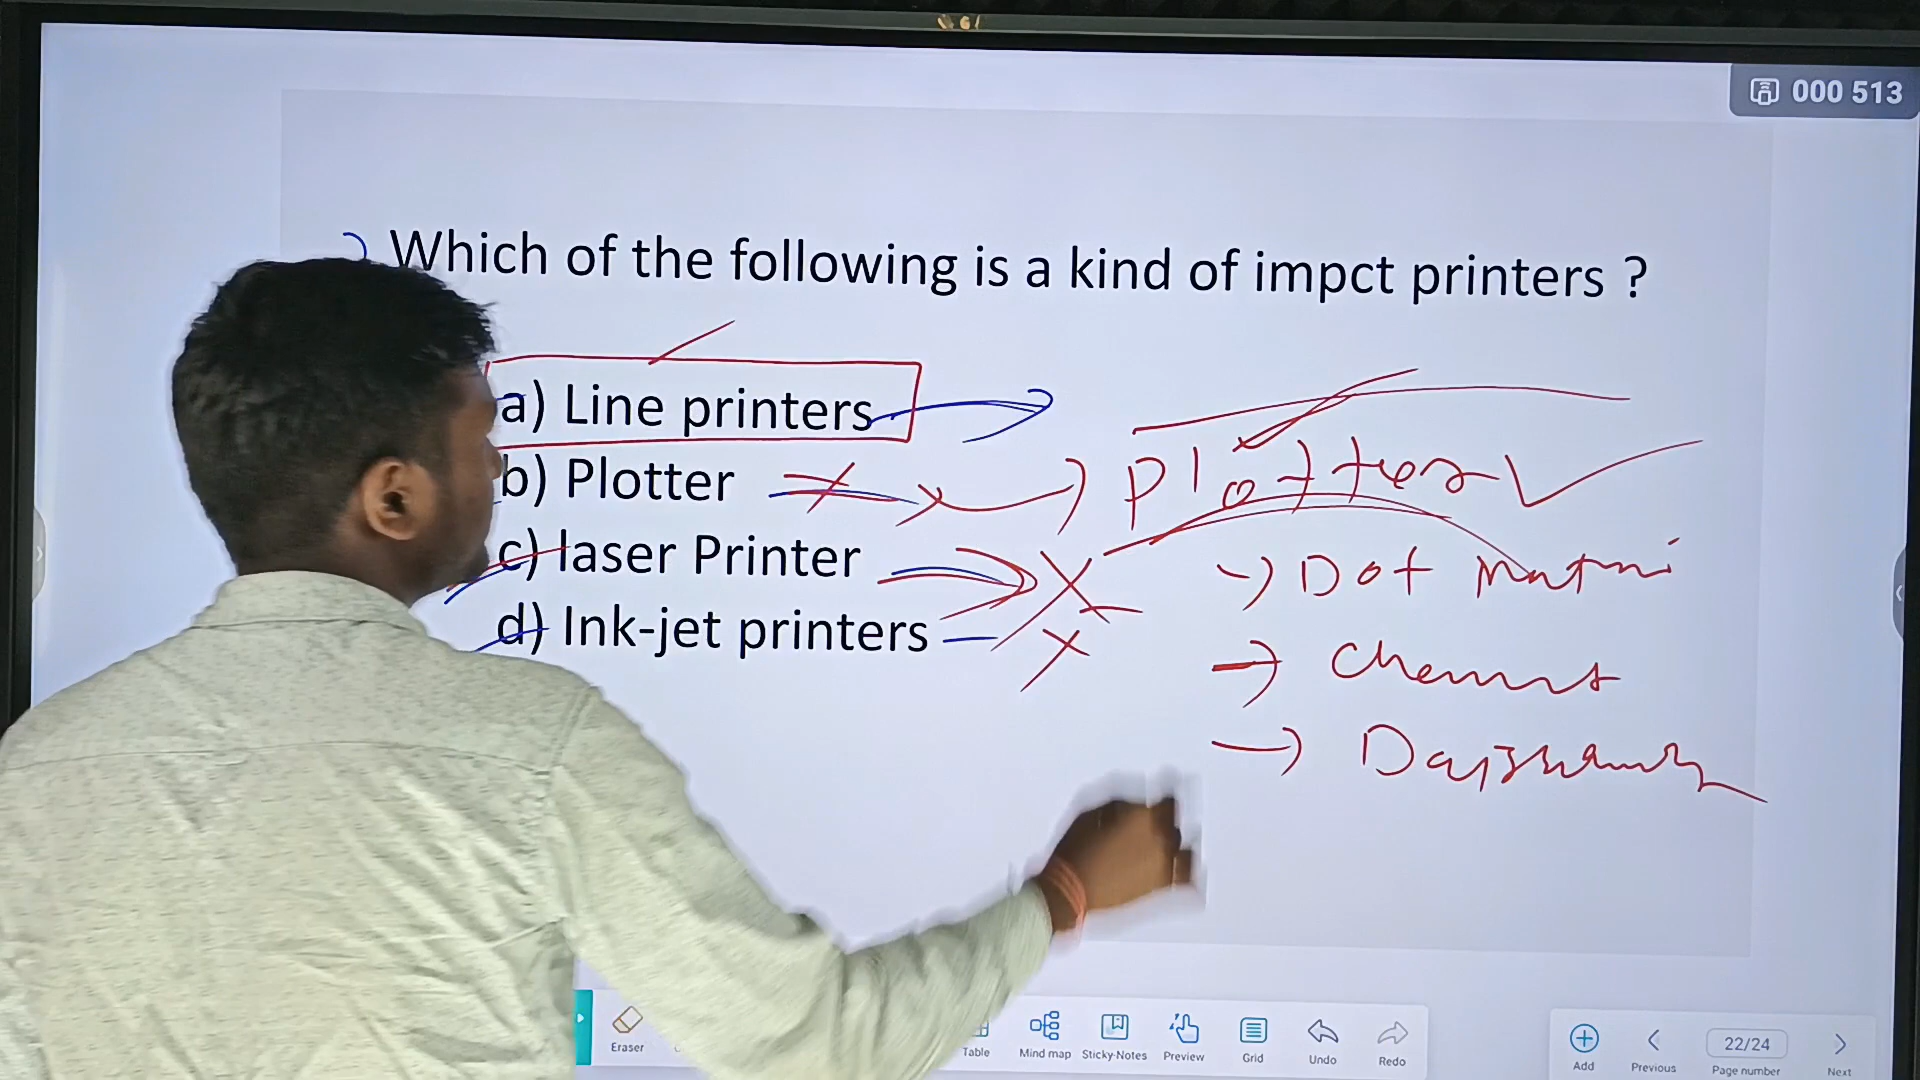 000 513
Which of the following is a kind of impct printers ?
a) Line printers
b) Plotter
Plotter
c) laser Printer
Dot
d) Ink-jet printers
Eraser
Table
Mind map
Sticky-Notes
Preview
Grid
Undo
Redo
Add
Previous
22/24
Page number
Next